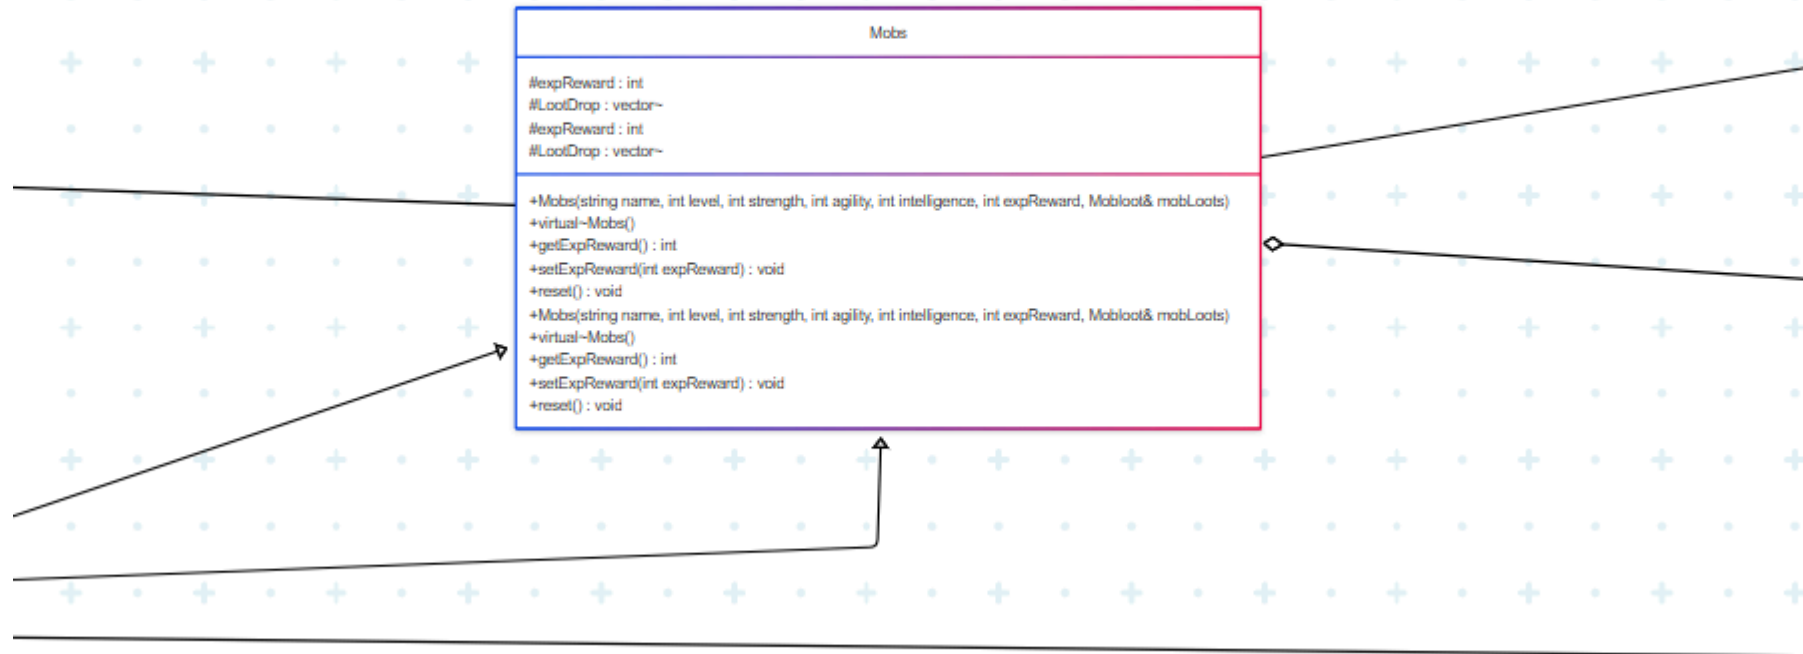 Mobs
#expReward : int
#LootDrop : vector~
#expReward : int
#LootDrop : vector~
+Mobs(string name, int level, int strength, int agility, int intelligence, int expReward, Mobloot& mobLoots)
+virtual~Mobs()
+getExpReward() : int
+setExpReward(int expReward) : void
+reset() : void
+Mobs(string name, int level, int strength, int agility, int intelligence, int expReward, Mobloot& mobLoots)
+virtual~Mobs()
+getExpReward() : int
+setExpReward(int expReward) : void
+reset() : void